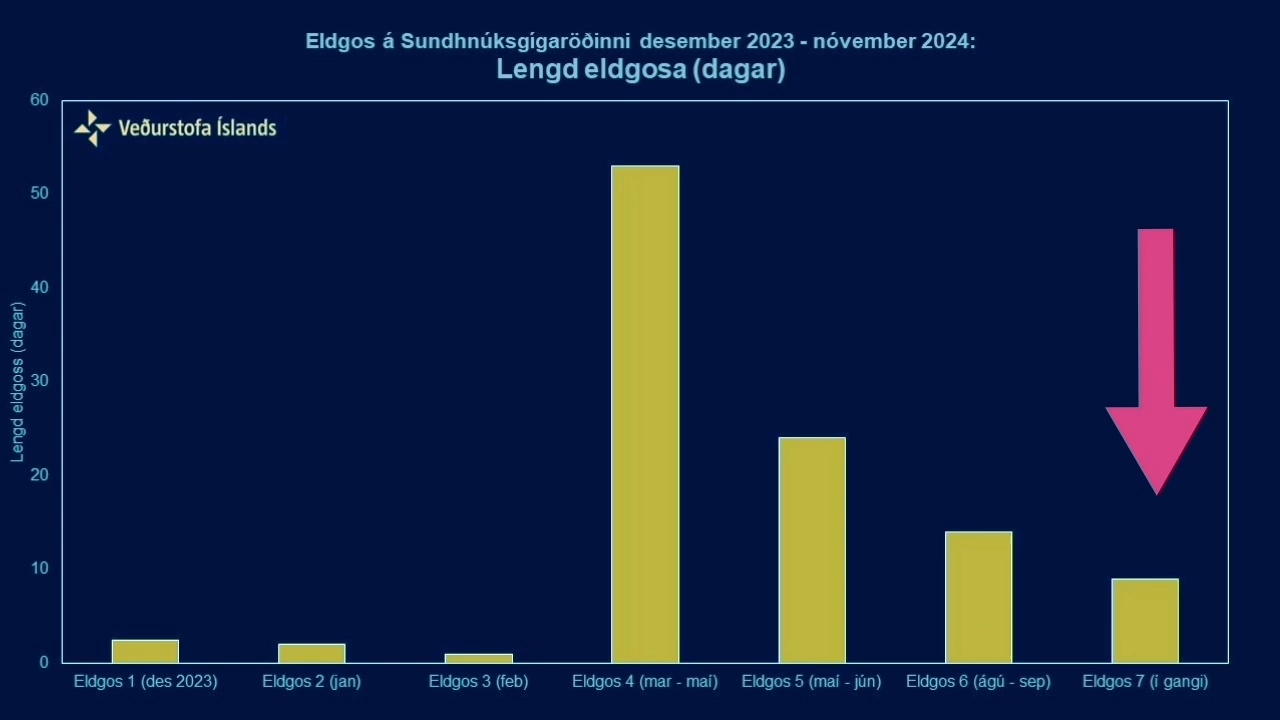 Eldgos á Sundhnúksgígaröðinni desember 2023 - nóvember 2024:
Lengd eldgosa (dagar)
Veðurstofa Íslands
Lengd eldgoss (dagar)
60
50
40
30
20
10
0
Eldgos 1 (des 2023)
Eldgos 2 (jan)
Eldgos 3 (feb)
Eldgos 4 (mar - maí)
Eldgos 5 (maí - jún)
Eldgos 6 (ágú - sep)
Eldgos 7 (í gangi)